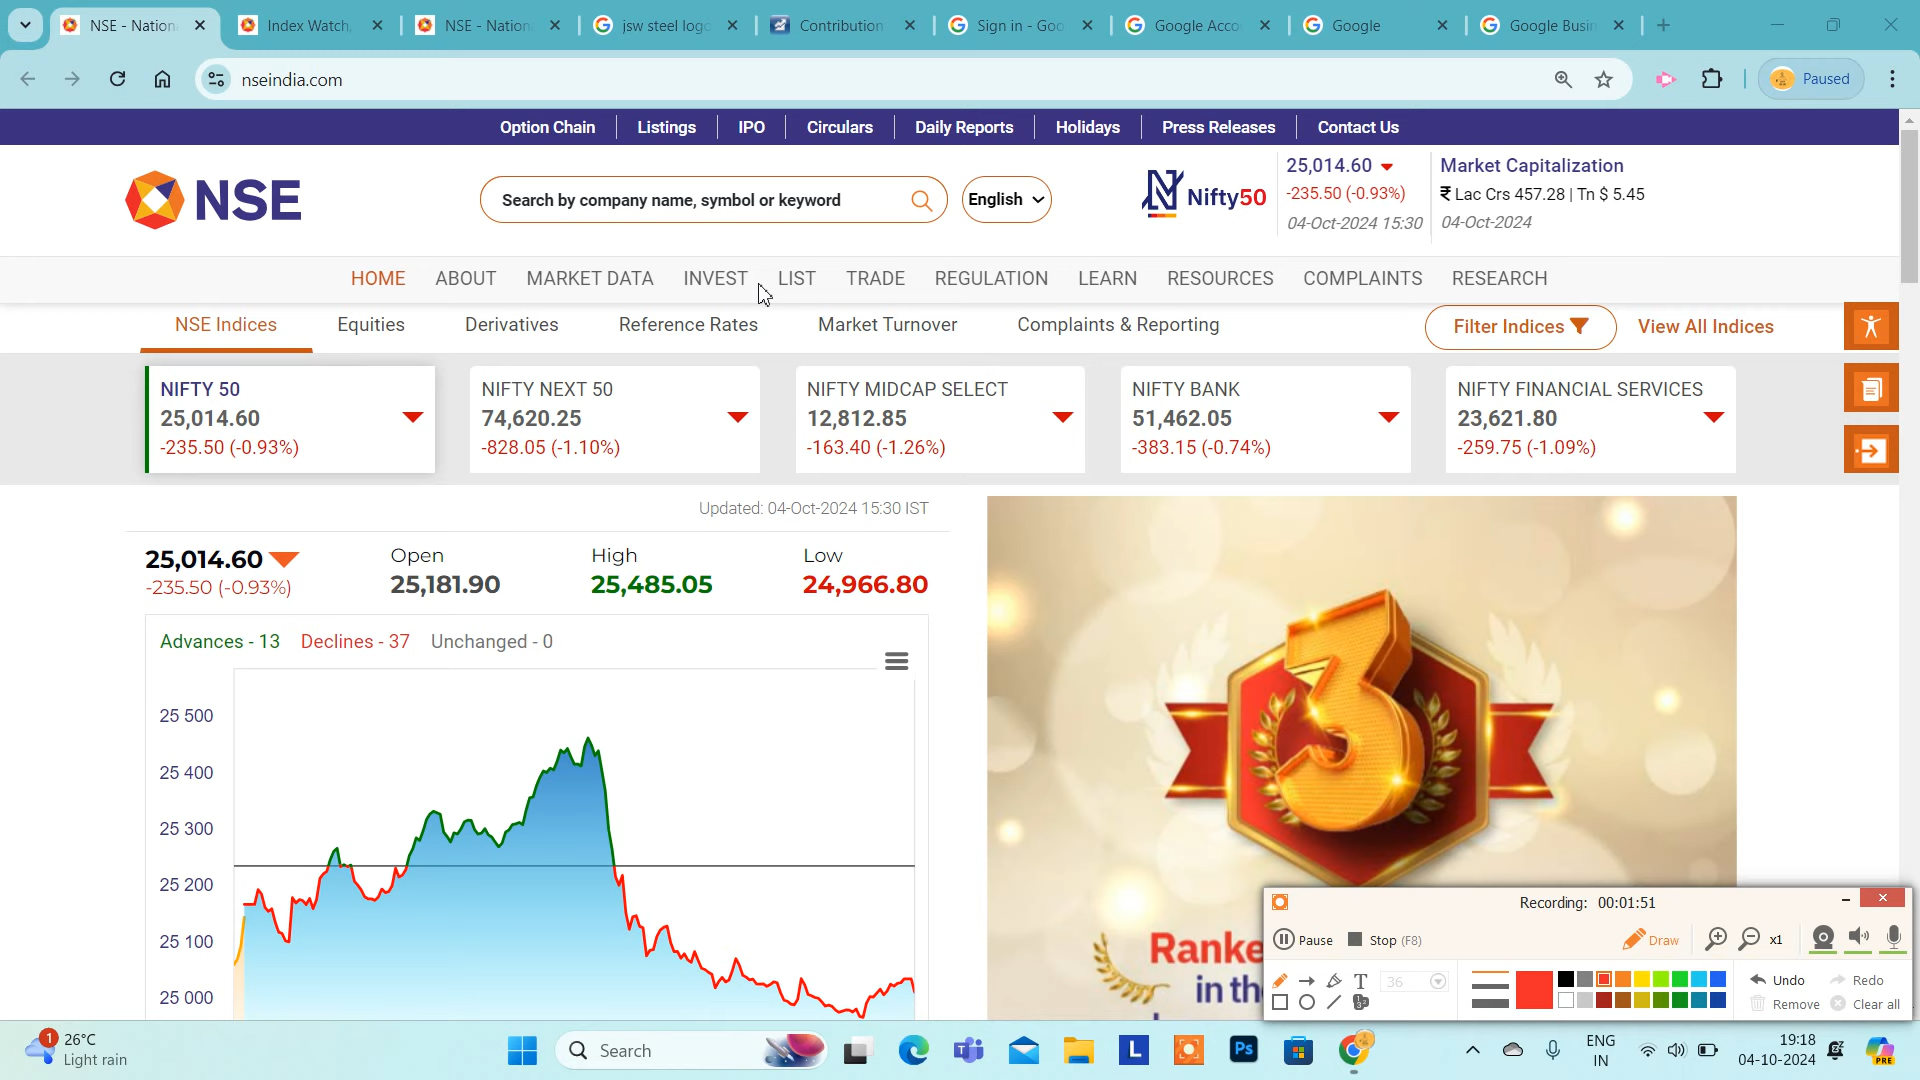 NSE - Nation
Index Watch,
NSE - Nation
jsw steel logo
Contribution
Sign in - Goo
Google Acco
Google
Google Busin
nseindia.com
Paused
Option Chain
Listings
IPO
Circulars
Daily Reports
Holidays
Press Releases
Contact Us
NSE
Search by company name, symbol or keyword
English
Nifty50
25,014.60
-235.50 (-0.93%)
04-Oct-2024 15:30
Market Capitalization
₹ Lac Crs 457.28 | Tn $ 5.45
04-Oct-2024
HOME
ABOUT
MARKET DATA
INVEST
LIST
TRADE
REGULATION
LEARN
RESOURCES
COMPLAINTS
RESEARCH
NSE Indices
Equities
Derivatives
Reference Rates
Market Turnover
Complaints & Reporting
Filter Indices
View All Indices
NIFTY 50
25,014.60
-235.50 (-0.93%)
NIFTY NEXT 50
74,620.25
-828.05 (-1.10%)
NIFTY MIDCAP SELECT
12,812.85
-163.40 (-1.26%)
NIFTY BANK
51,462.05
-383.15 (-0.74%)
NIFTY FINANCIAL SERVICES
23,621.80
-259.75 (-1.09%)
Updated: 04-Oct-2024 15:30 IST
25,014.60
-235.50 (-0.93%)
Open
25,181.90
High
25,485.05
Low
24,966.80
Advances - 13
Declines - 37
Unchanged - 0
25 500
25 400
25 300
25 200
25 100
25 000
3
Ranke
in the
Recording: 00:01:51
Pause
Stop (F8)
Draw
x1
T
36
Undo
Redo
Remove
Clear all
1
26°C
Light rain
Search
L
Ps
ENG
IN
19:18
04-10-2024
PRE